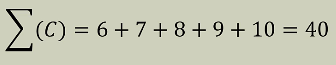 ∑(C) = 6 + 7 + 8 + 9 + 10 = 40